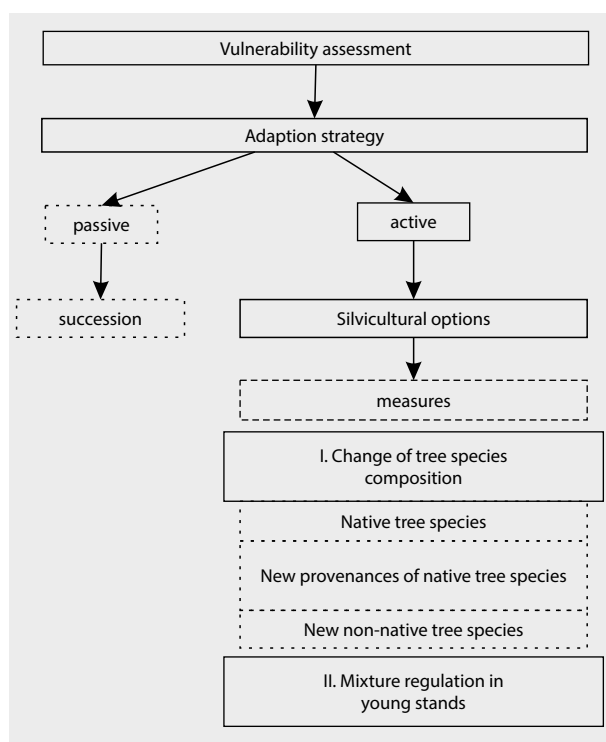 Vulnerability assessment
Adaption strategy
passive
active
succession
Silvicultural options
measures
I. Change of tree species
composition
Native tree species
New provenances of native tree species
New non-native tree species
II. Mixture regulation in
young stands